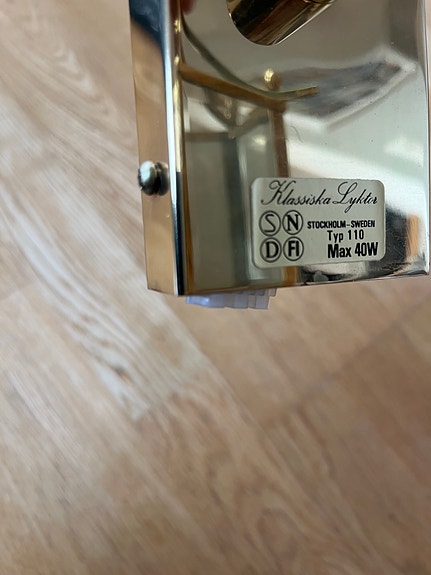 Klassiska Lyktor
S N
STOCKHOLM-SWEDEN
D FI
Typ 110
Max 40W